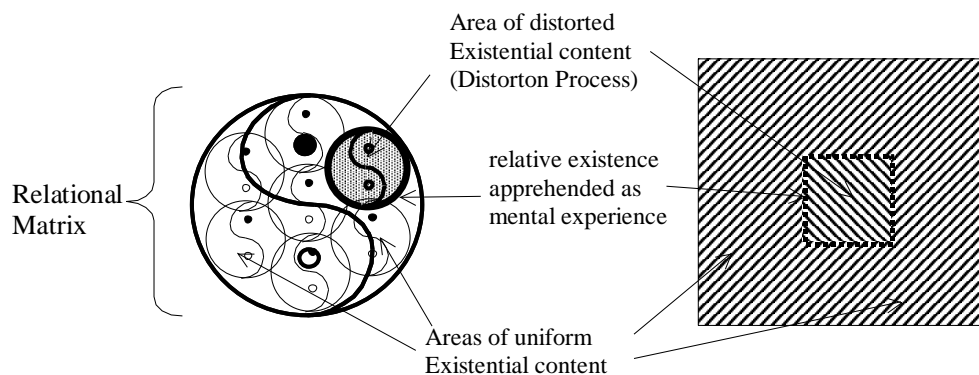 Area of distorted
Existential content
(Distorton Process)
Relational
Matrix
relative existence
apprehended as
mental experience
Areas of uniform
Existential content